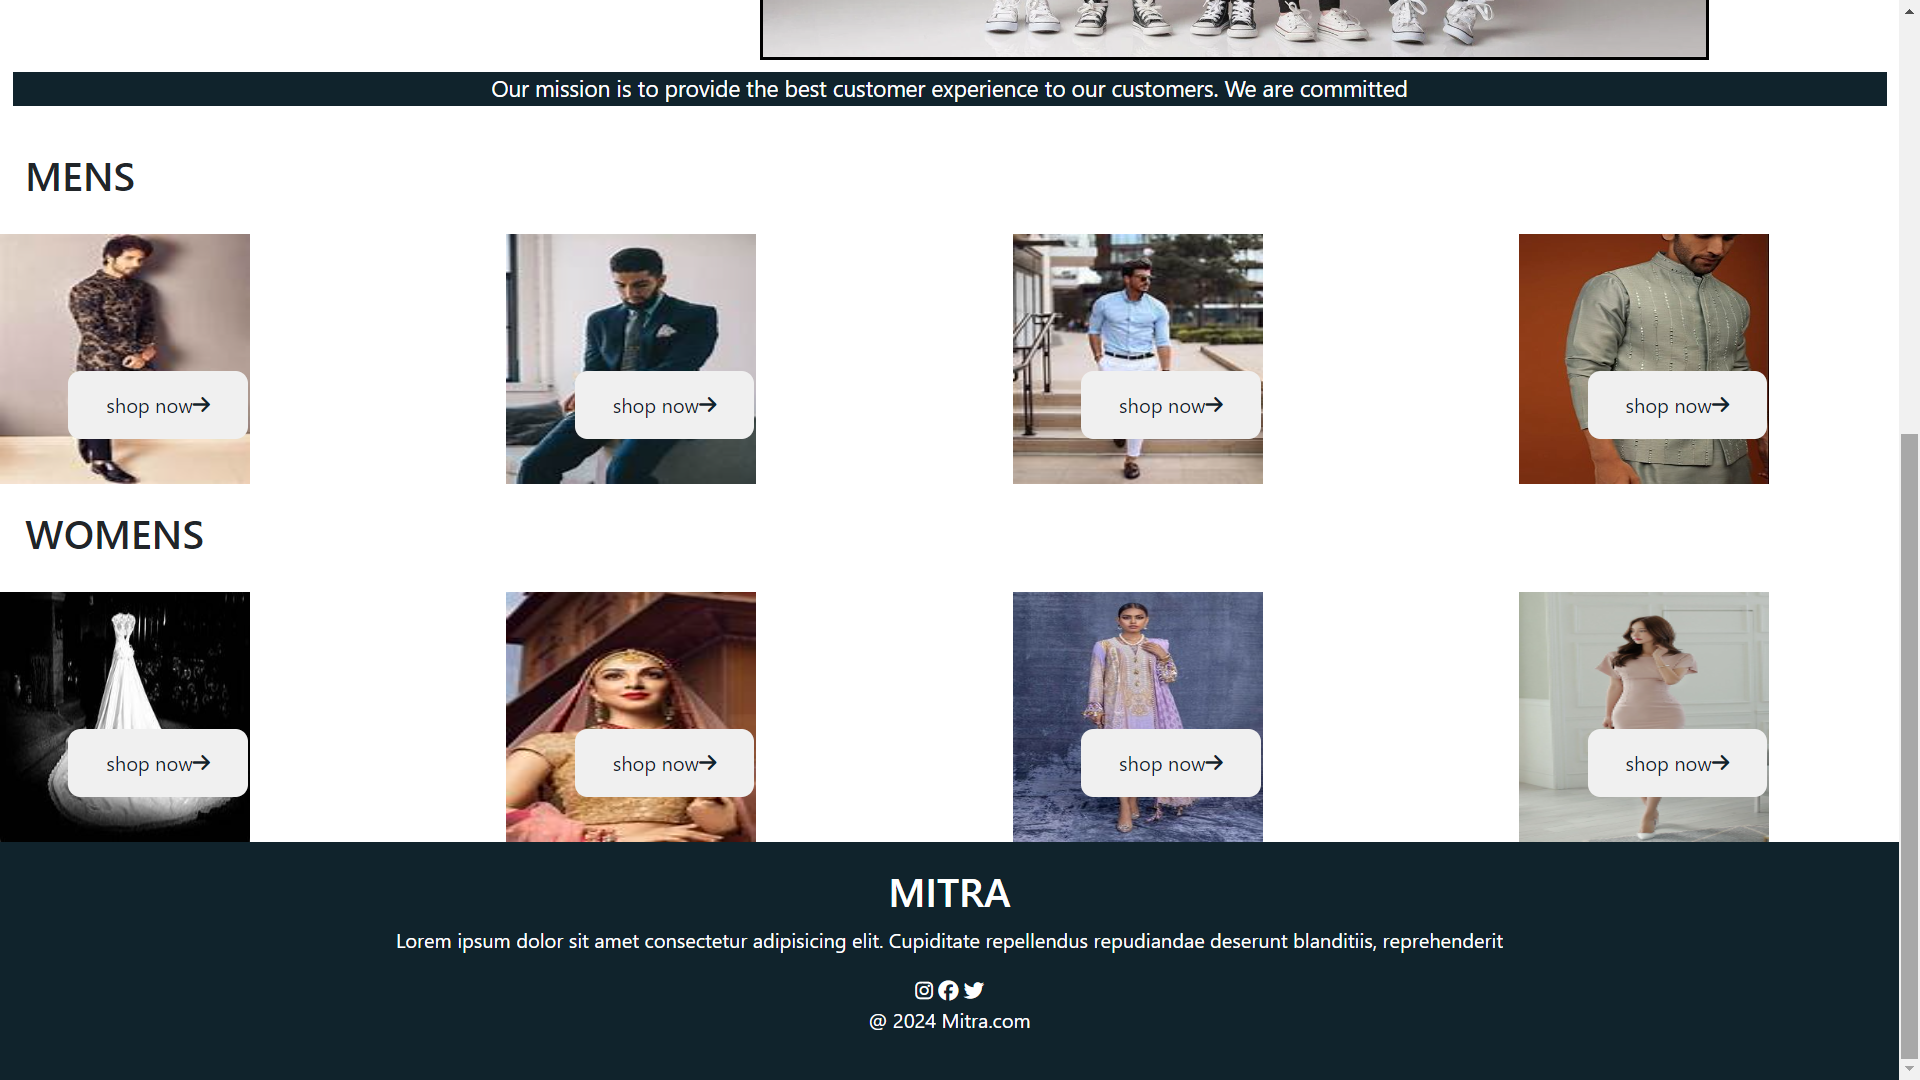 Our mission is to provide the best customer experience to our customers. We are committed
MENS
shop now
shop now
shop now
shop now
WOMENS
shop now
shop now
shop now
shop now
MITRA
Lorem ipsum dolor sit amet consectetur adipisicing elit. Cupiditate repellendus repudiandae deserunt blanditiis, reprehenderit
@ 2024 Mitra.com